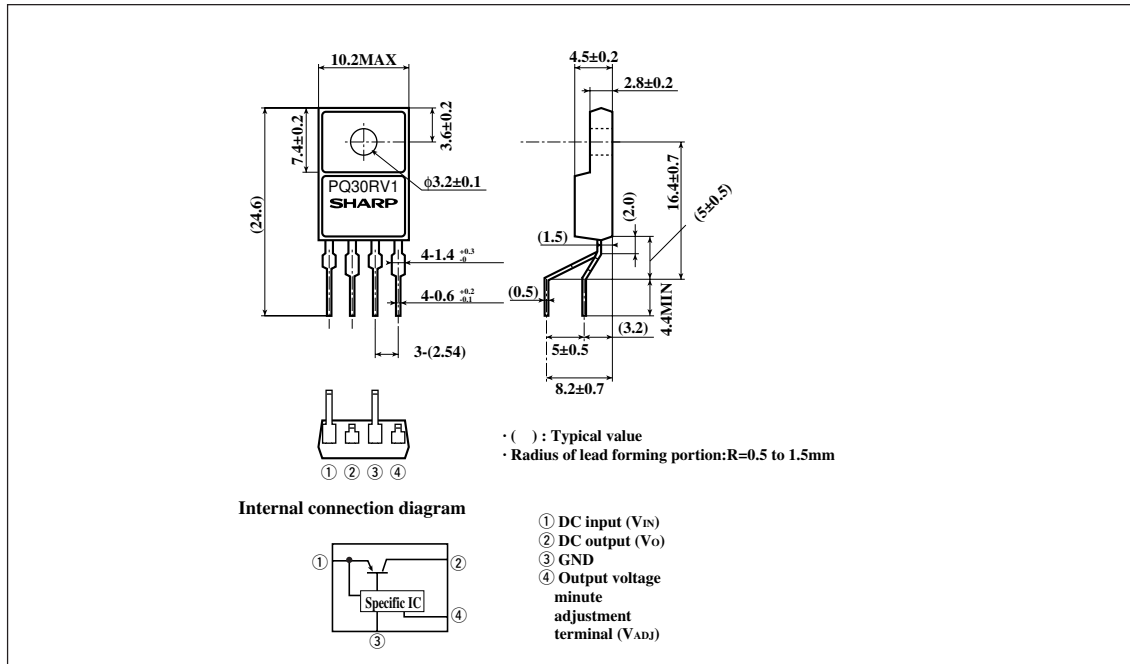 10.2MAX
7.4±0.2
3.6±0.2
(24.6)
PQ30RV1
SHARP
φ3.2±0.1
4-1.4 +0.3 -0
4-0.6 +0.2 -0.1
3-(2.54)
4.5±0.2
2.8±0.2
16.4±0.7
(1.5)
(2.0)
(5±0.5)
(0.5)
4.4MIN
(3.2)
5±0.5
8.2±0.7
① ② ③ ④
· ( ) : Typical value
· Radius of lead forming portion:R=0.5 to 1.5mm
Internal connection diagram
①
②
Specific IC
④
③
① DC input (VIN)
② DC output (VO)
③ GND
④ Output voltage
minute
adjustment
terminal (VADJ)